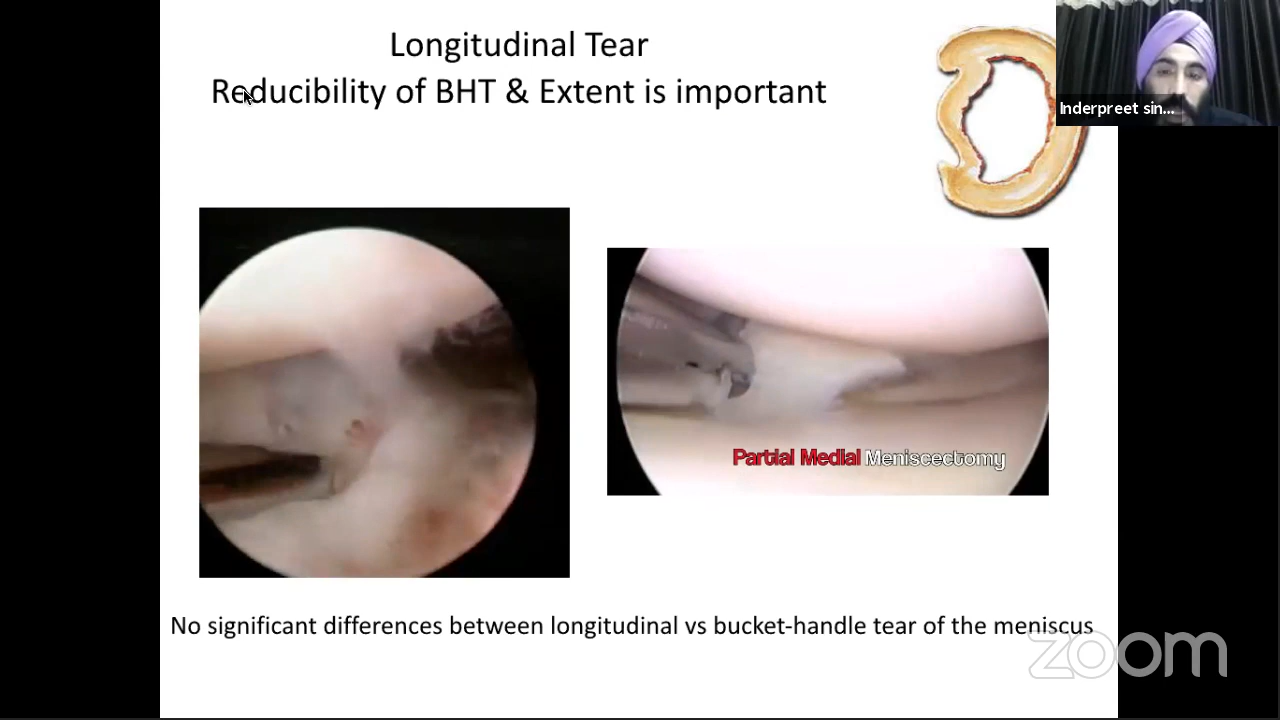 Longitudinal Tear
Reducibility of BHT & Extent is important
Inderpreet sin...
Partial Medial Meniscectomy
No significant differences between longitudinal vs bucket-handle tear of the meniscus
zoom